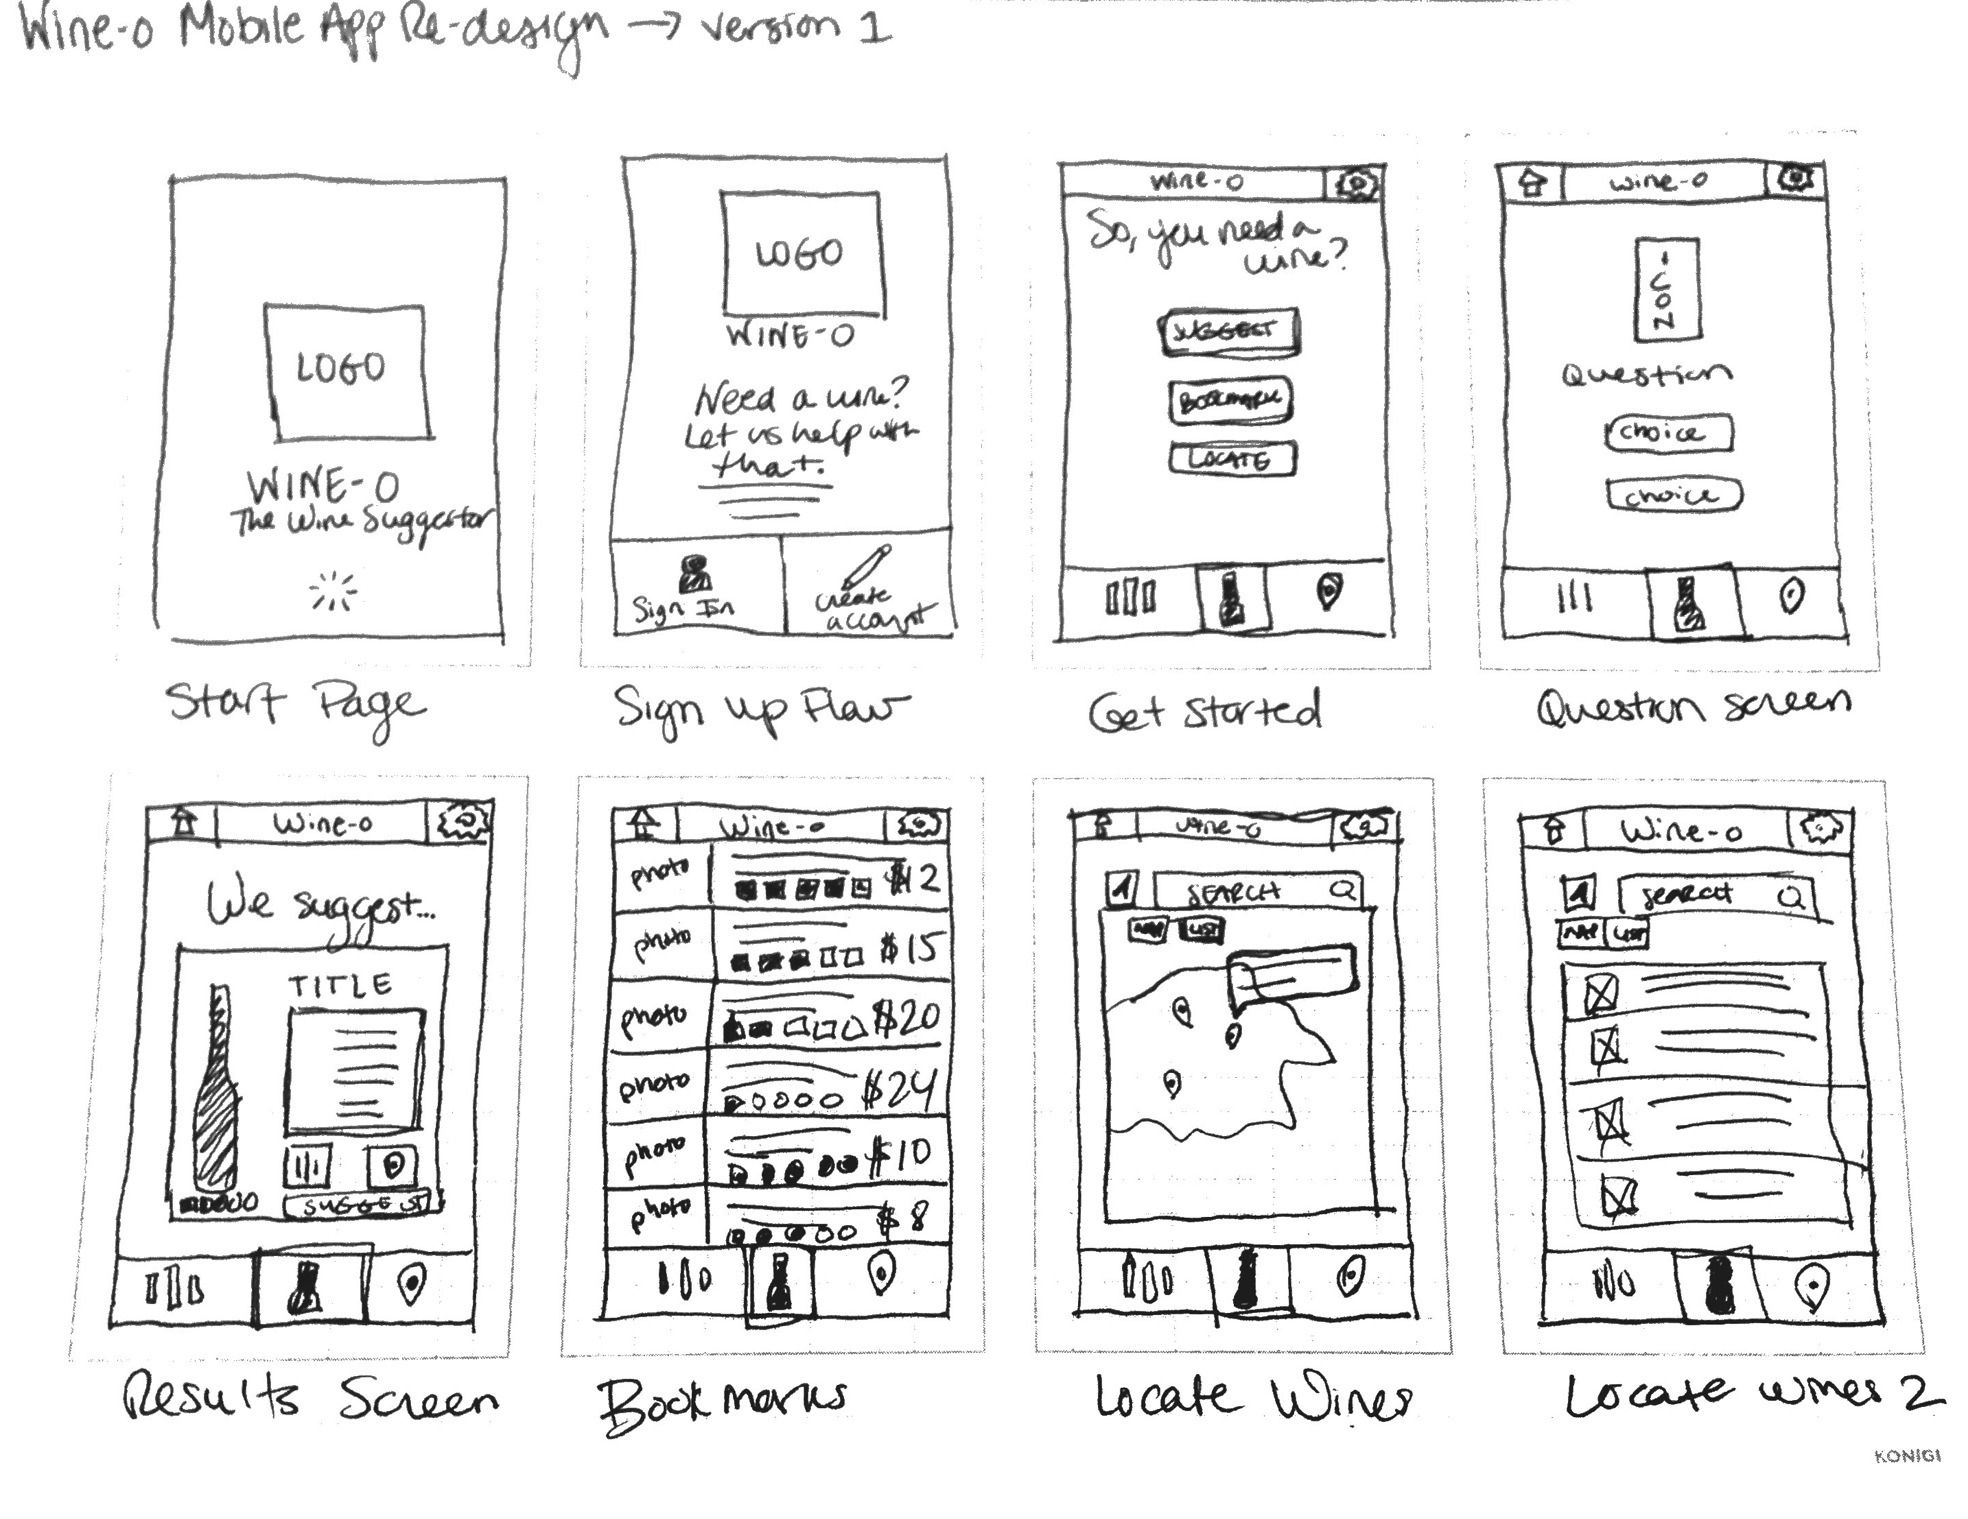 Wine-o Mobile App Re-design → version 1
LOGO
WINE-O
The Wine Suggestor
Start Page
LOGO
WINE-O
Need a wine?
Let us help with
that.
Sign In
create
account
Sign up Flow
Wine-o
So, you need a
wine?
SUGGEST
BOOKMARK
LOCATE
Get started
wine-o
ICON
Question
choice
choice
Question screen
Wine-o
We suggest...
TITLE
SUGGEST
Results Screen
Wine-o
photo
$12
photo
$15
photo
$20
photo
$24
photo
$10
photo
$8
Bookmarks
wine-o
SEARCH
MAP
LIST
Locate Wines
Wine-o
SEARCH
MAP
LIST
Locate wines 2
KONIGI